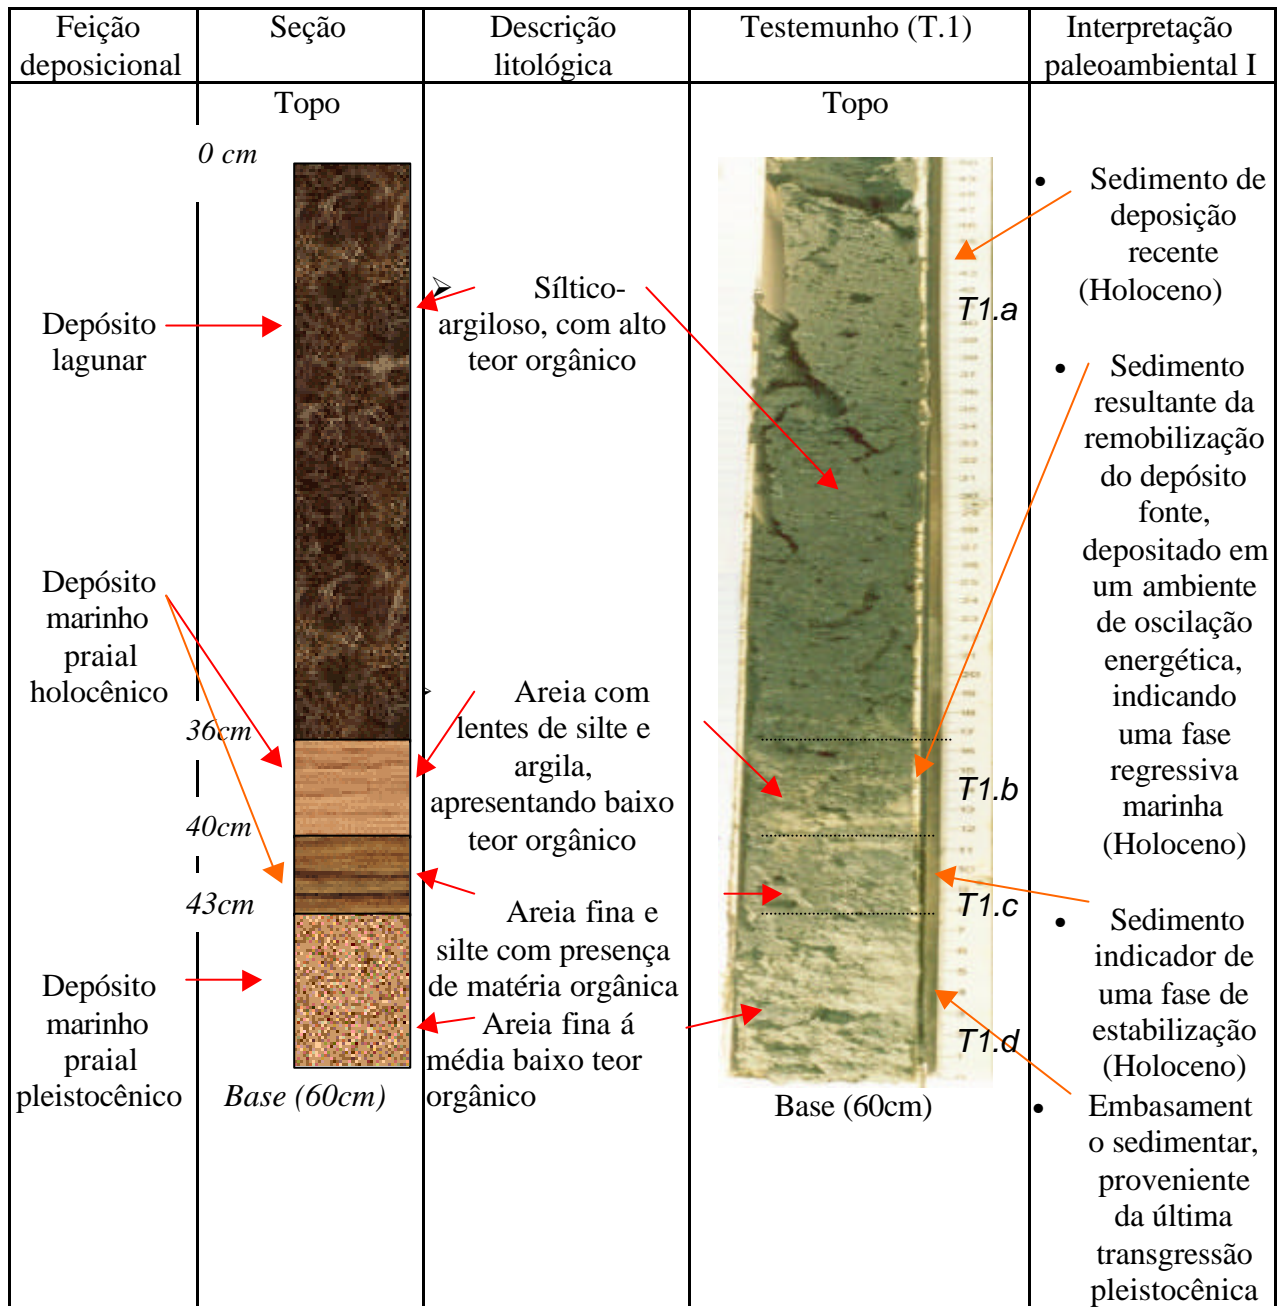 Feição
deposicional
Seção
Descrição
litológica
Testemunho (T.1)
Interpretação
paleoambiental I
Topo
0 cm
36cm
40cm
43cm
Base (60cm)
Depósito
lagunar
Depósito
marinho
praial
holocênico
Depósito
marinho
praial
pleistocênico
Síltico-
argiloso, com alto
teor orgânico
Areia com
lentes de silte e
argila,
apresentando baixo
teor orgânico
Areia fina e
silte com presença
de matéria orgânica
Areia fina á
média baixo teor
orgânico
Topo
T1.a
T1.b
T1.c
T1.d
Base (60cm)
• Sedimento de
deposição
recente
(Holoceno)
• Sedimento
resultante da
remobilização
do depósito
fonte,
depositado em
um ambiente
de oscilação
energética,
indicando
uma fase
regressiva
marinha
(Holoceno)
• Sedimento
indicador de
uma fase de
estabilização
(Holoceno)
• Embasament
o sedimentar,
proveniente
da última
transgressão
pleistocênica